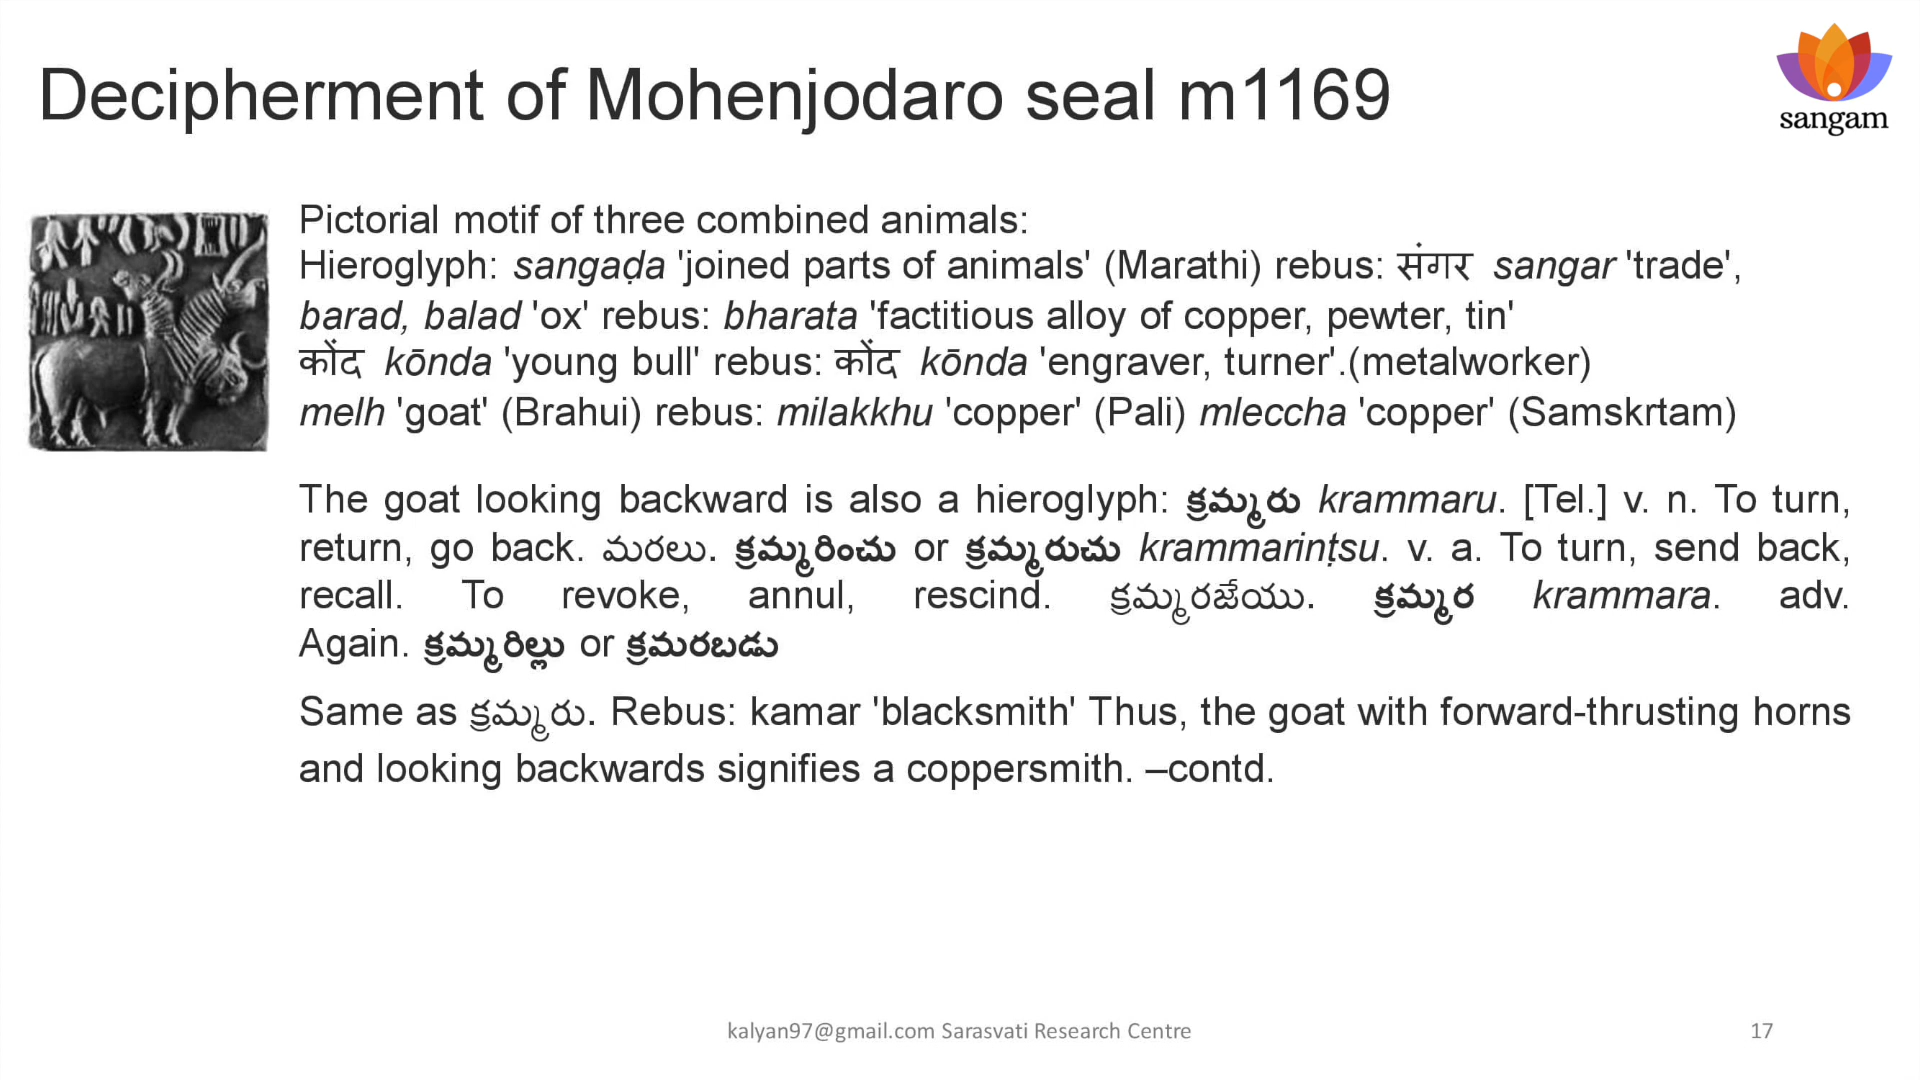 Decipherment of Mohenjodaro seal m1169
sangam
Pictorial motif of three combined animals:
Hieroglyph: sangaḍa 'joined parts of animals' (Marathi) rebus: संगर sangar 'trade',
barad, balad 'ox' rebus: bharata 'factitious alloy of copper, pewter, tin'
कोंद kōnda 'young bull' rebus: कोंद kōnda 'engraver, turner'.(metalworker)
melh 'goat' (Brahui) rebus: milakkhu 'copper' (Pali) mleccha 'copper' (Samskrtam)
The goat looking backward is also a hieroglyph: క్రమ్మరు krammaru. [Tel.] v. n. To turn,
return, go back. మరలు. క్రమ్మరించు or క్రమ్మరుచు krammarinṭsu. v. a. To turn, send back,
recall. To revoke, annul, rescind. క్రమ్మరజేయు. క్రమ్మర krammara. adv.
Again. క్రమ్మరిల్లు or క్రమరబడు
Same as క్రమ్మరు. Rebus: kamar 'blacksmith' Thus, the goat with forward-thrusting horns
and looking backwards signifies a coppersmith. –contd.
kalyan97@gmail.com Sarasvati Research Centre
17